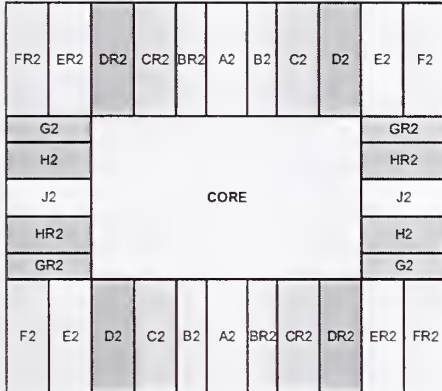 FR2 ER2 DR2 CR2 BR2 A2 B2 C2 D2 E2 F2
G2 GR2
H2 HR2
J2 CORE J2
HR2 H2
GR2 G2
F2 E2 D2 C2 B2 A2 BR2 CR2 DR2 ER2 FR2